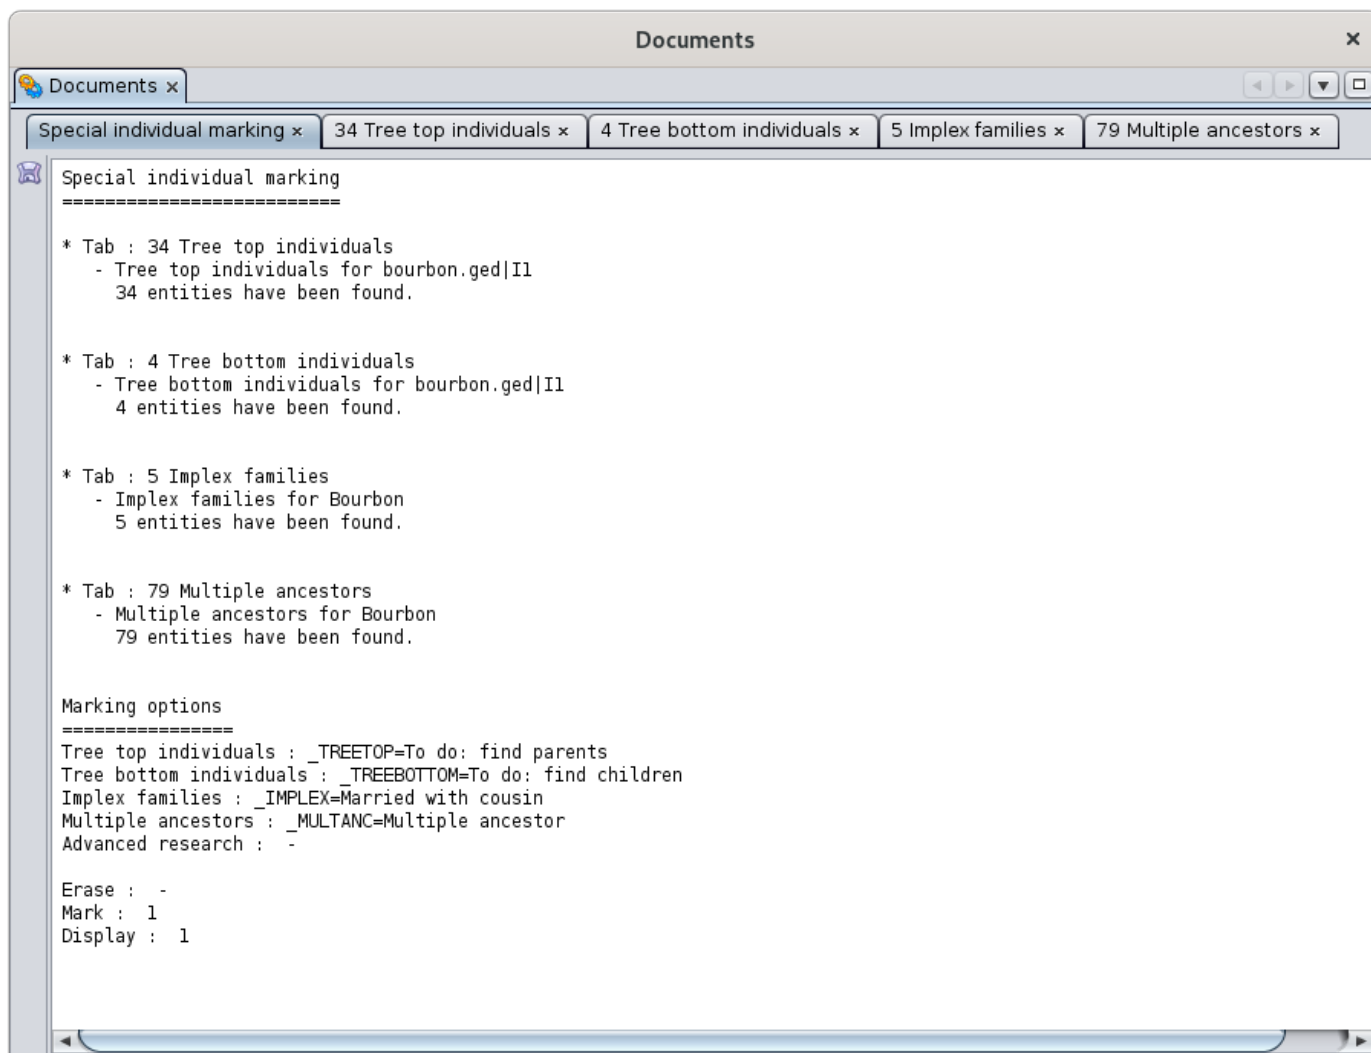 Documents
Documents
Special individual marking 34 Tree top individuals 4 Tree bottom individuals 5 Implex families 79 Multiple ancestors
Special individual marking
==========================
* Tab : 34 Tree top individuals
- Tree top individuals for bourbon.ged|I1
34 entities have been found.
* Tab : 4 Tree bottom individuals
- Tree bottom individuals for bourbon.ged|I1
4 entities have been found.
* Tab : 5 Implex families
- Implex families for Bourbon
5 entities have been found.
* Tab : 79 Multiple ancestors
- Multiple ancestors for Bourbon
79 entities have been found.
Marking options
================
Tree top individuals : _TREETOP=To do: find parents
Tree bottom individuals : _TREEBOTTOM=To do: find children
Implex families : _IMPLEX=Married with cousin
Multiple ancestors : _MULTANC=Multiple ancestor
Advanced research :  -
Erase :  -
Mark :  1
Display :  1